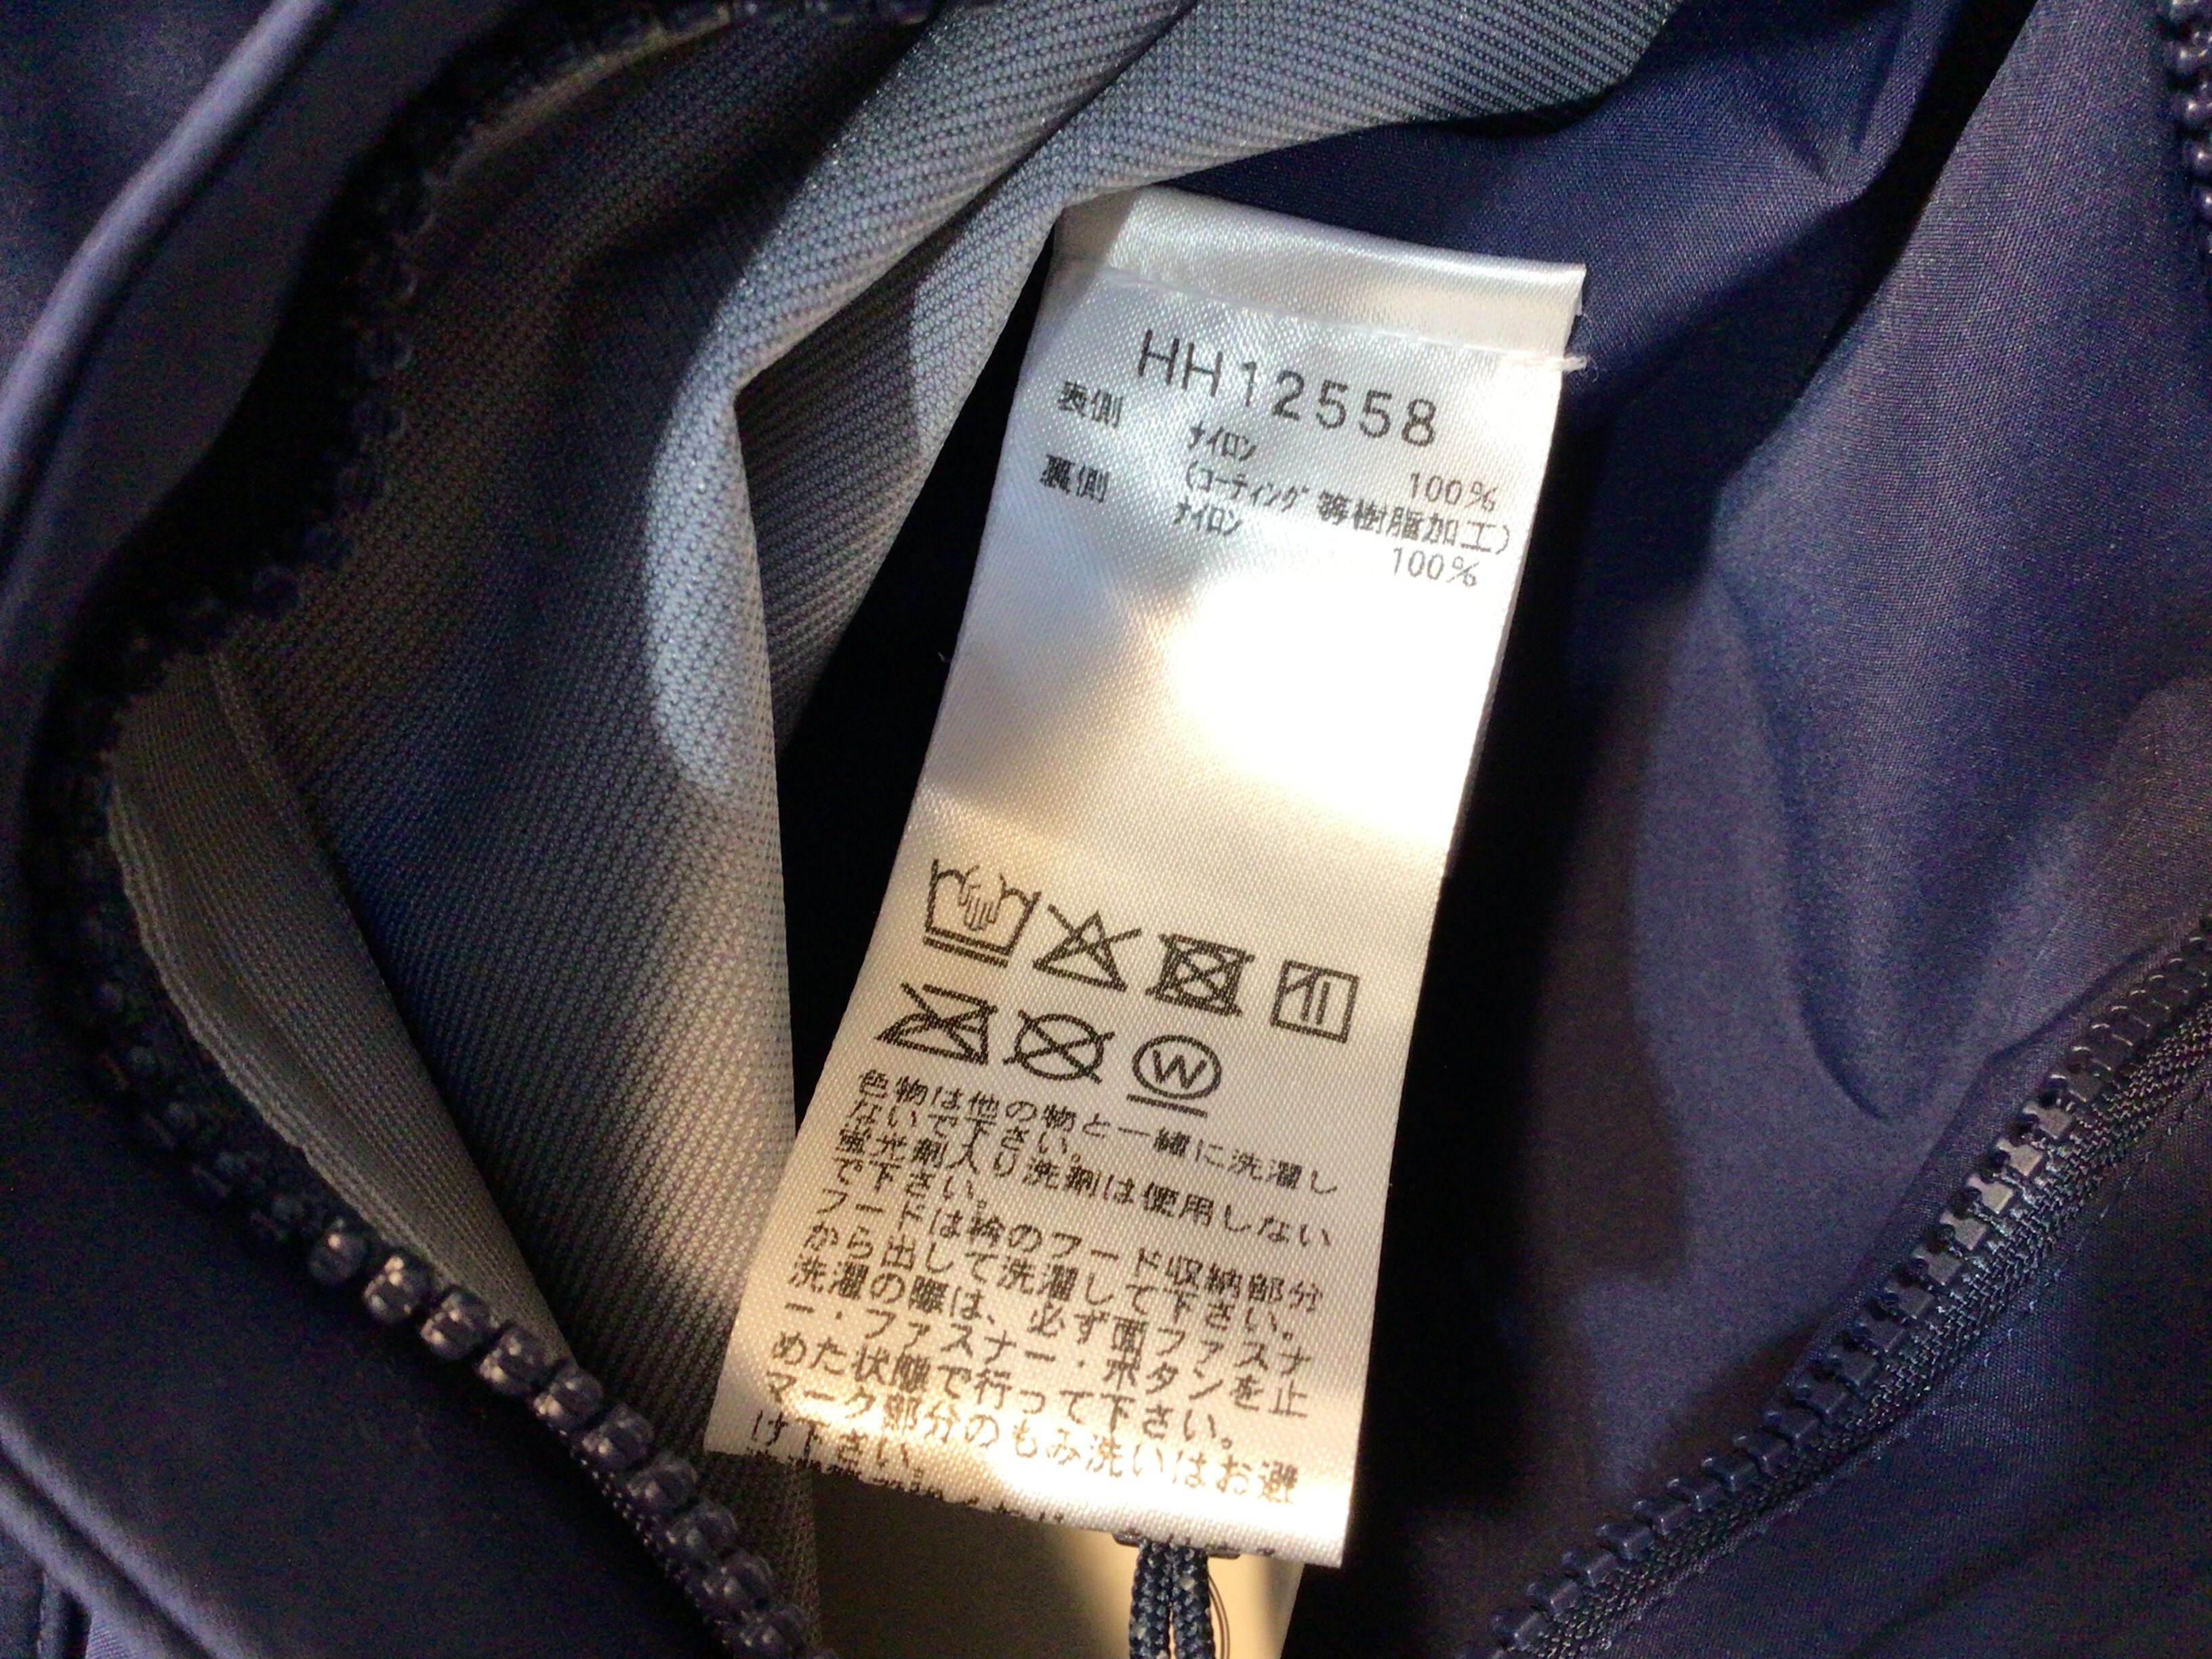 HH12558
表側 ナイロン 100%
(コーティング等樹脂加工)
裏側 ナイロン 100%
W
色物は他の物と一緒に洗濯し
ないで下さい。
蛍光剤入り洗剤は使用しない
で下さい。
フードは衿のフード収納部分
から出して洗濯して下さい。
洗濯の際は、必ず面ファスナ
ー・ファスナー・ボタンを止
めた状態で行って下さい。
マーク部分のもみ洗いはお避
け下さい。